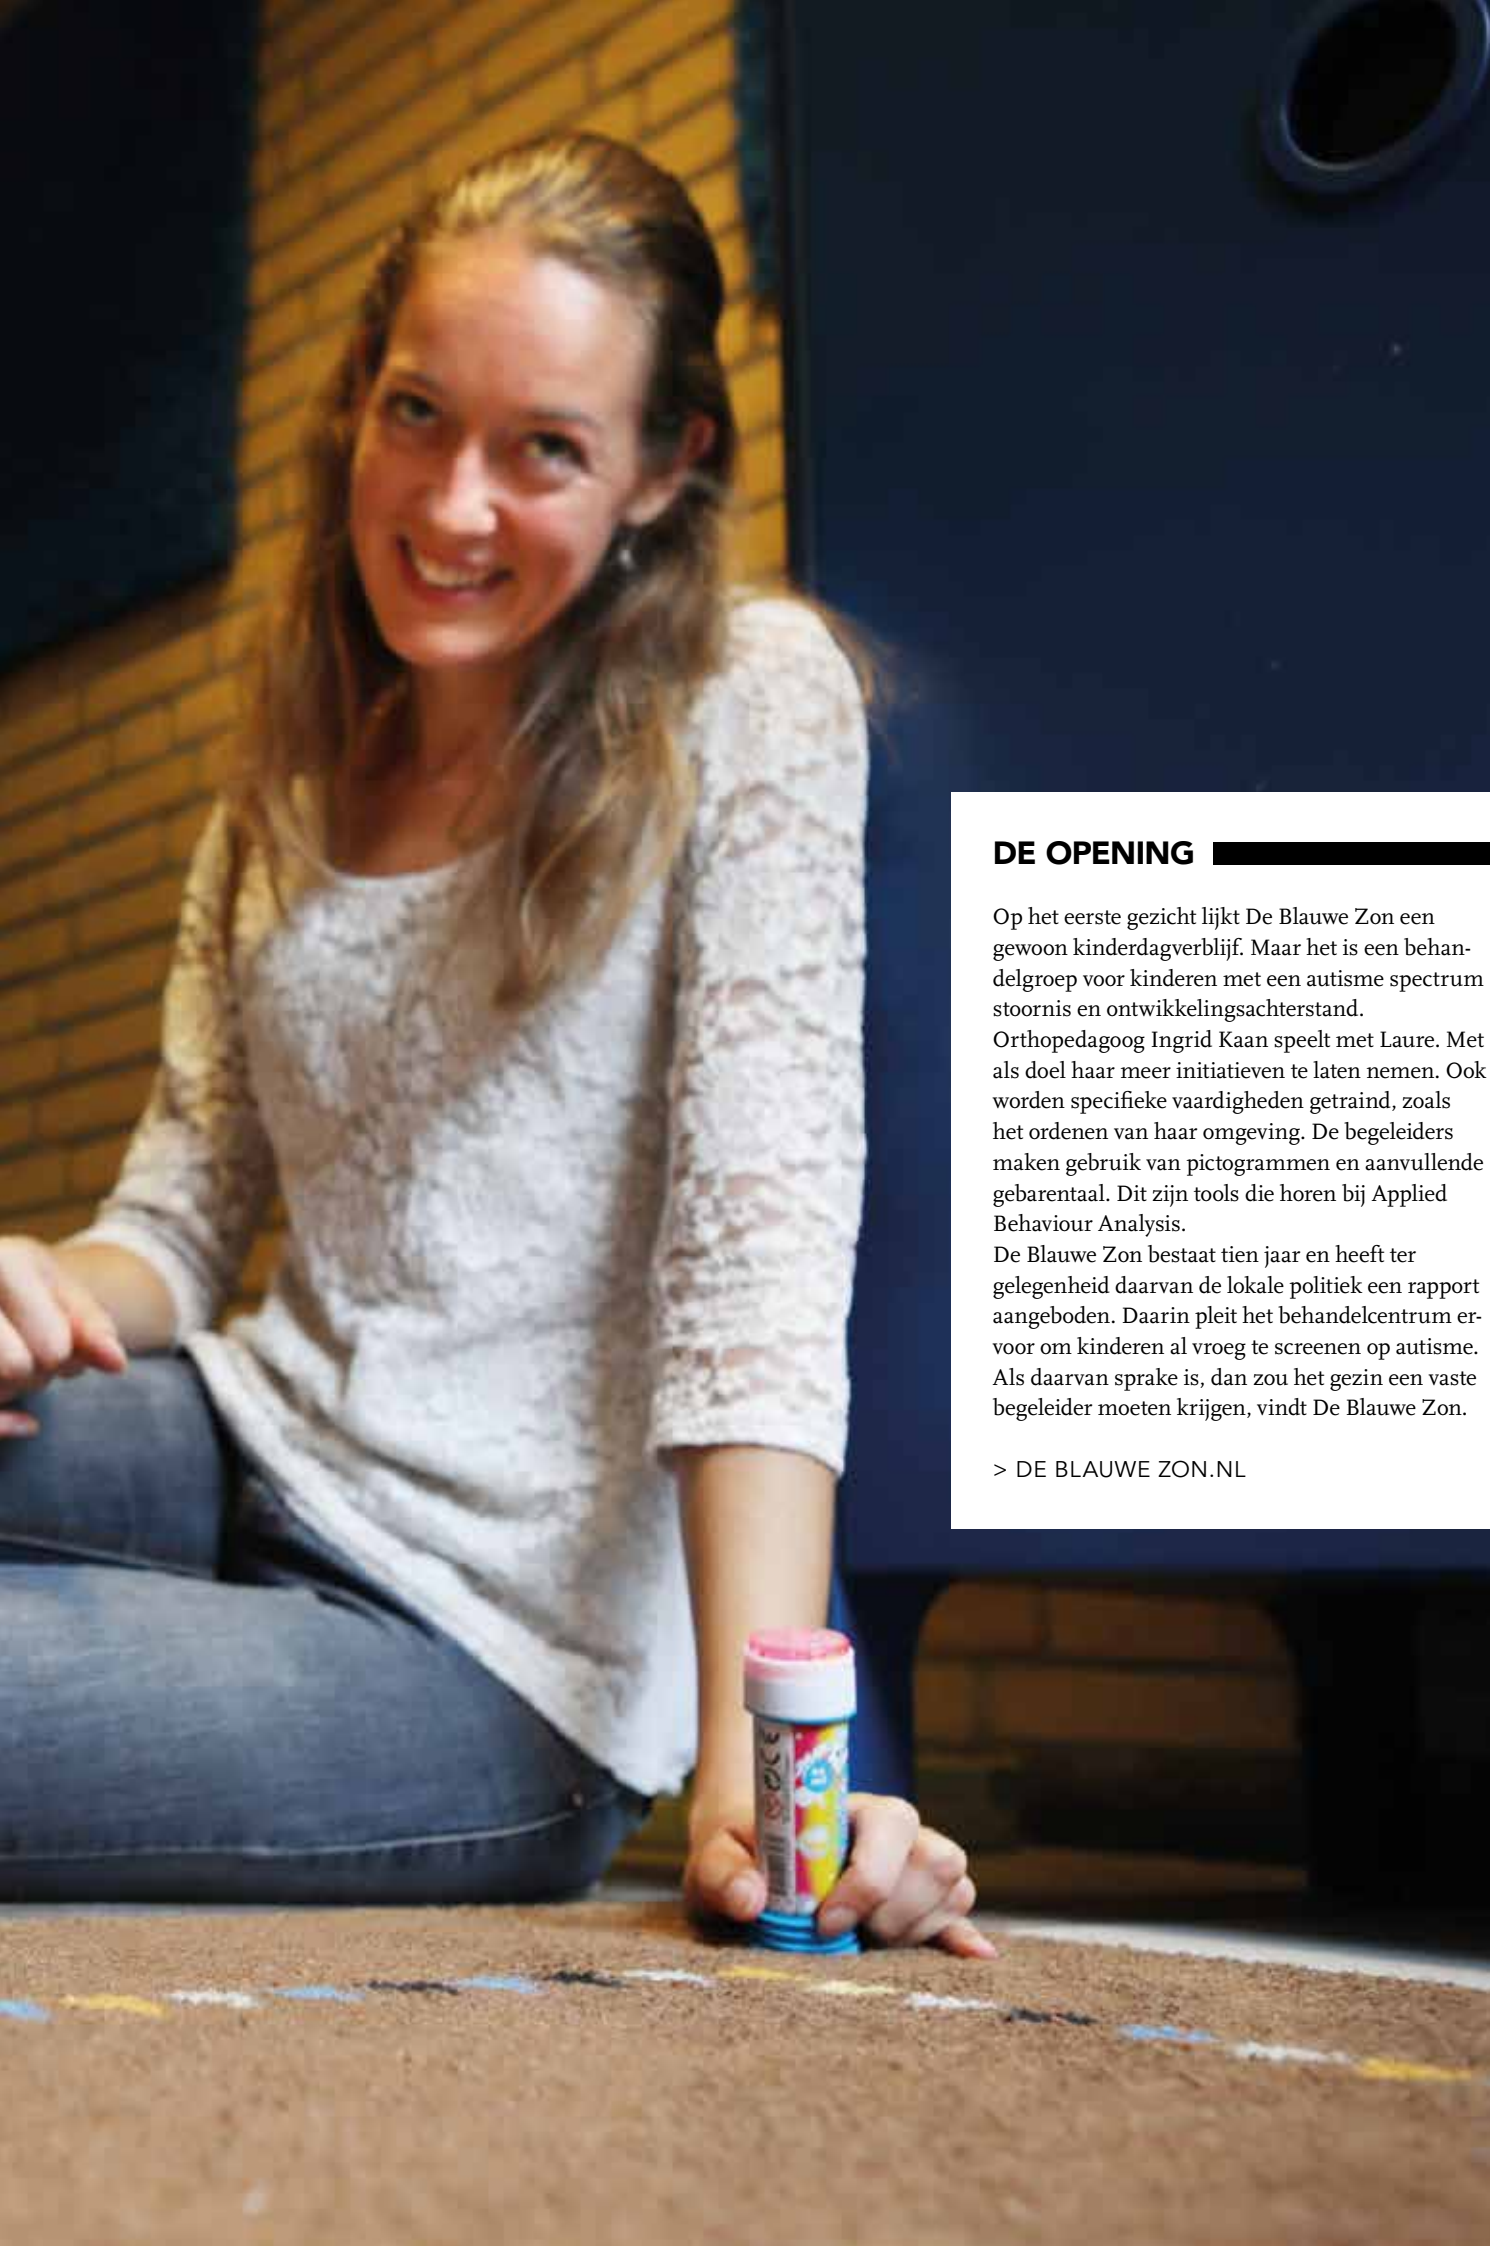 DE OPENING
Op het eerste gezicht lijkt De Blauwe Zon een
gewoon kinderdagverblijf. Maar het is een behan-
delgroep voor kinderen met een autisme spectrum
stoornis en ontwikkelingsachterstand.
Orthopedagoog Ingrid Kaan speelt met Laure. Met
als doel haar meer initiatieven te laten nemen. Ook
worden specifieke vaardigheden getraind, zoals
het ordenen van haar omgeving. De begeleiders
maken gebruik van pictogrammen en aanvullende
gebarentaal. Dit zijn tools die horen bij Applied
Behaviour Analysis.
De Blauwe Zon bestaat tien jaar en heeft ter
gelegenheid daarvan de lokale politiek een rapport
aangeboden. Daarin pleit het behandelcentrum er-
voor om kinderen al vroeg te screenen op autisme.
Als daarvan sprake is, dan zou het gezin een vaste
begeleider moeten krijgen, vindt De Blauwe Zon.
> DE BLAUWE ZON.NL